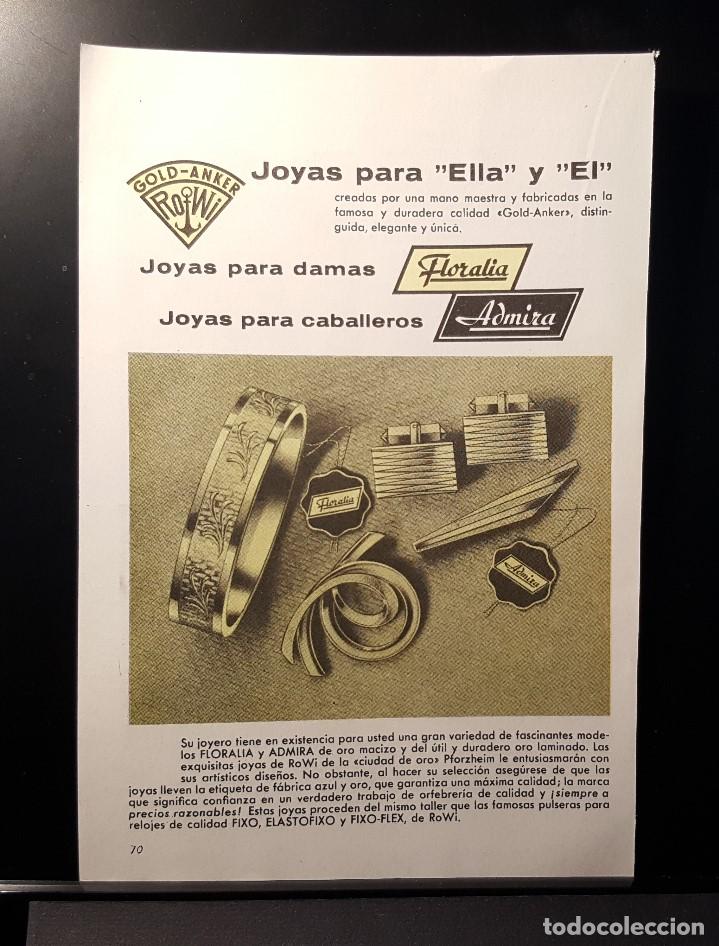 GOLD-ANKER
RoWi
Joyas para "Ella" y "El"
creadas por una mano maestra y fabricadas en la
famosa y duradera calidad «Gold-Anker», distin-
guida, elegante y única.
Joyas para damas
Floralia
Joyas para caballeros
Admira
Floralia
Admira
Su joyero tiene en existencia para usted una gran variedad de fascinantes mode-
los FLORALIA y ADMIRA de oro macizo y del útil y duradero oro laminado. Las
exquisitas joyas de RoWi de la «ciudad de oro» Pforzheim le entusiasmarán con
sus artísticos diseños. No obstante, al hacer su selección asegúrese de que las
joyas lleven la etiqueta de fábrica azul y oro, que garantiza una máxima calidad; la marca
que significa confianza en un verdadero trabajo de orfebrería de calidad y ¡siempre a
precios razonables! Estas joyas proceden del mismo taller que las famosas pulseras para
relojes de calidad FIXO, ELASTOFIXO y FIXO-FLEX, de RoWi.
70
todocoleccion